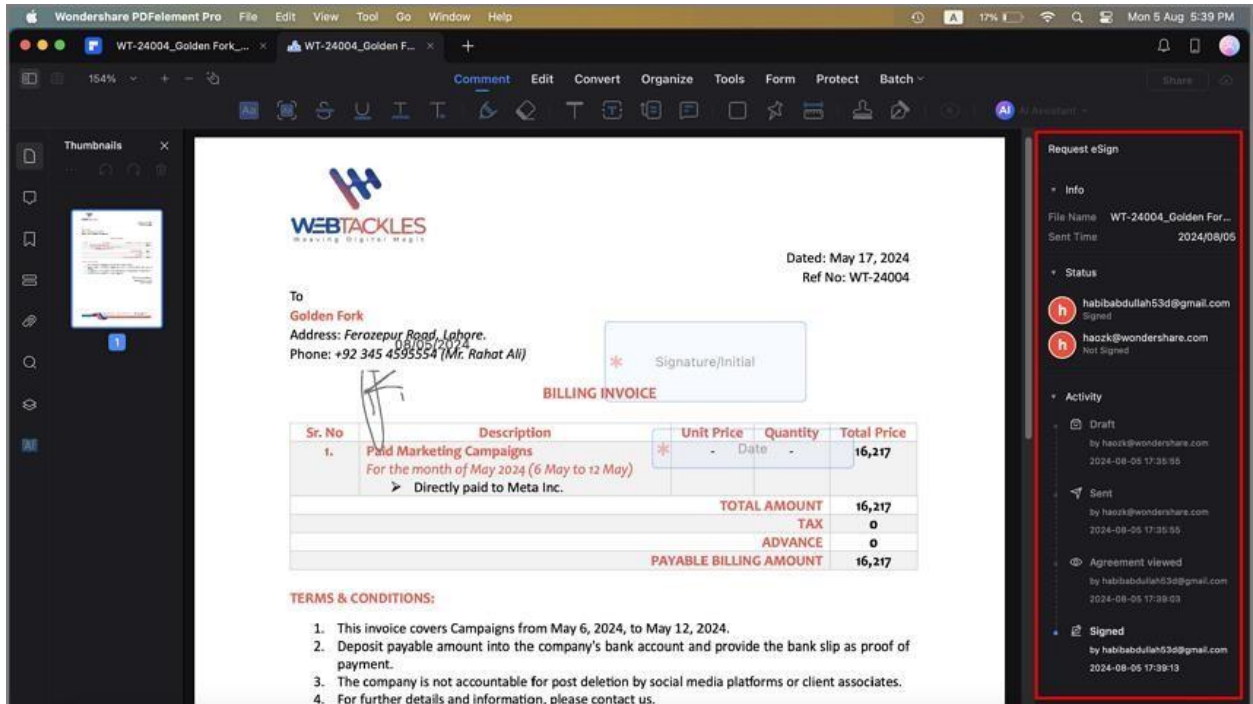 Wondershare PDFelement Pro File Edit View Tool Go Window Help A 17% Mon 5 Aug 5:39 PM
WT-24004_Golden Fork_... × WT-24004_Golden F... × +
154% + − Comment Edit Convert Organize Tools Form Protect Batch Share
AI AI Assistant
Thumbnails ×
1
WEBTACKLES
Weaving Digital Magic
Dated: May 17, 2024
Ref No: WT-24004
To
Golden Fork
Address: Ferozepur Road, Lahore.
08/05/2024
Phone: +92 345 4595554 (Mr. Rahat Ali)
* Signature/Initial
BILLING INVOICE
Sr. No Description Unit Price Quantity Total Price
1. Paid Marketing Campaigns - - 16,217
* Date
For the month of May 2024 (6 May to 12 May)
➤ Directly paid to Meta Inc.
TOTAL AMOUNT 16,217
TAX 0
ADVANCE 0
PAYABLE BILLING AMOUNT 16,217
TERMS & CONDITIONS:
1. This invoice covers Campaigns from May 6, 2024, to May 12, 2024.
2. Deposit payable amount into the company's bank account and provide the bank slip as proof of
payment.
3. The company is not accountable for post deletion by social media platforms or client associates.
4. For further details and information, please contact us.
Request eSign
Info
File Name WT-24004_Golden For...
Sent Time 2024/08/05
Status
h habibabdullah53d@gmail.com
Signed
h haozk@wondershare.com
Not Signed
Activity
Draft
by haozk@wondershare.com
2024-08-05 17:35:55
Sent
by haozk@wondershare.com
2024-08-05 17:35:55
Agreement viewed
by habibabdullah53d@gmail.com
2024-08-05 17:39:03
Signed
by habibabdullah53d@gmail.com
2024-08-05 17:39:13